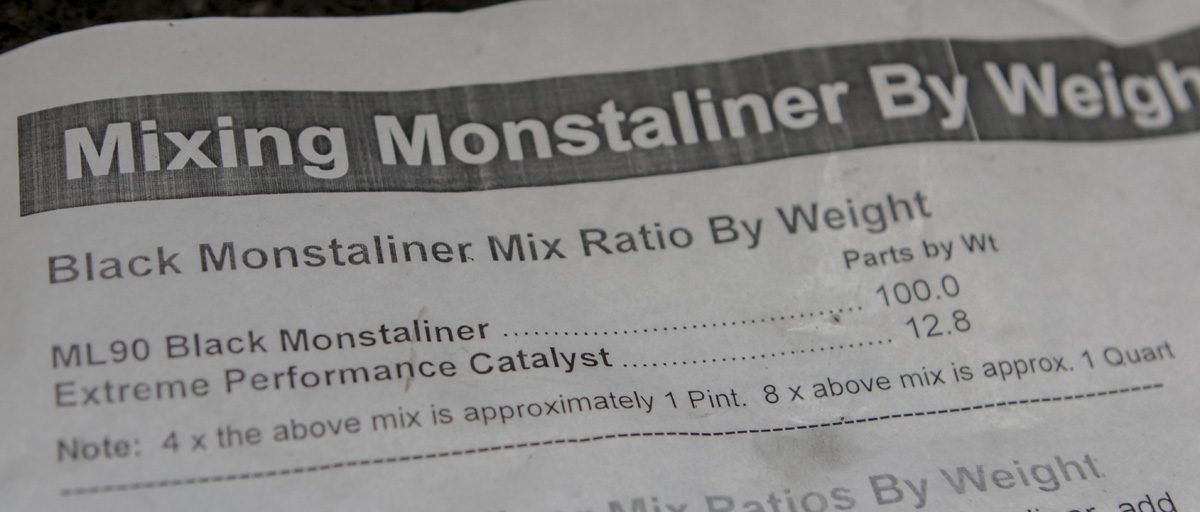 Mixing Monstaliner By Weigh
Black Monstaliner Mix Ratio By Weight
Parts by Wt
ML90 Black Monstaliner ........................................ 100.0
Extreme Performance Catalyst ............................... 12.8
Note: 4 x the above mix is approximately 1 Pint. 8 x above mix is approx. 1 Quart
Mix Ratios By Weight
add